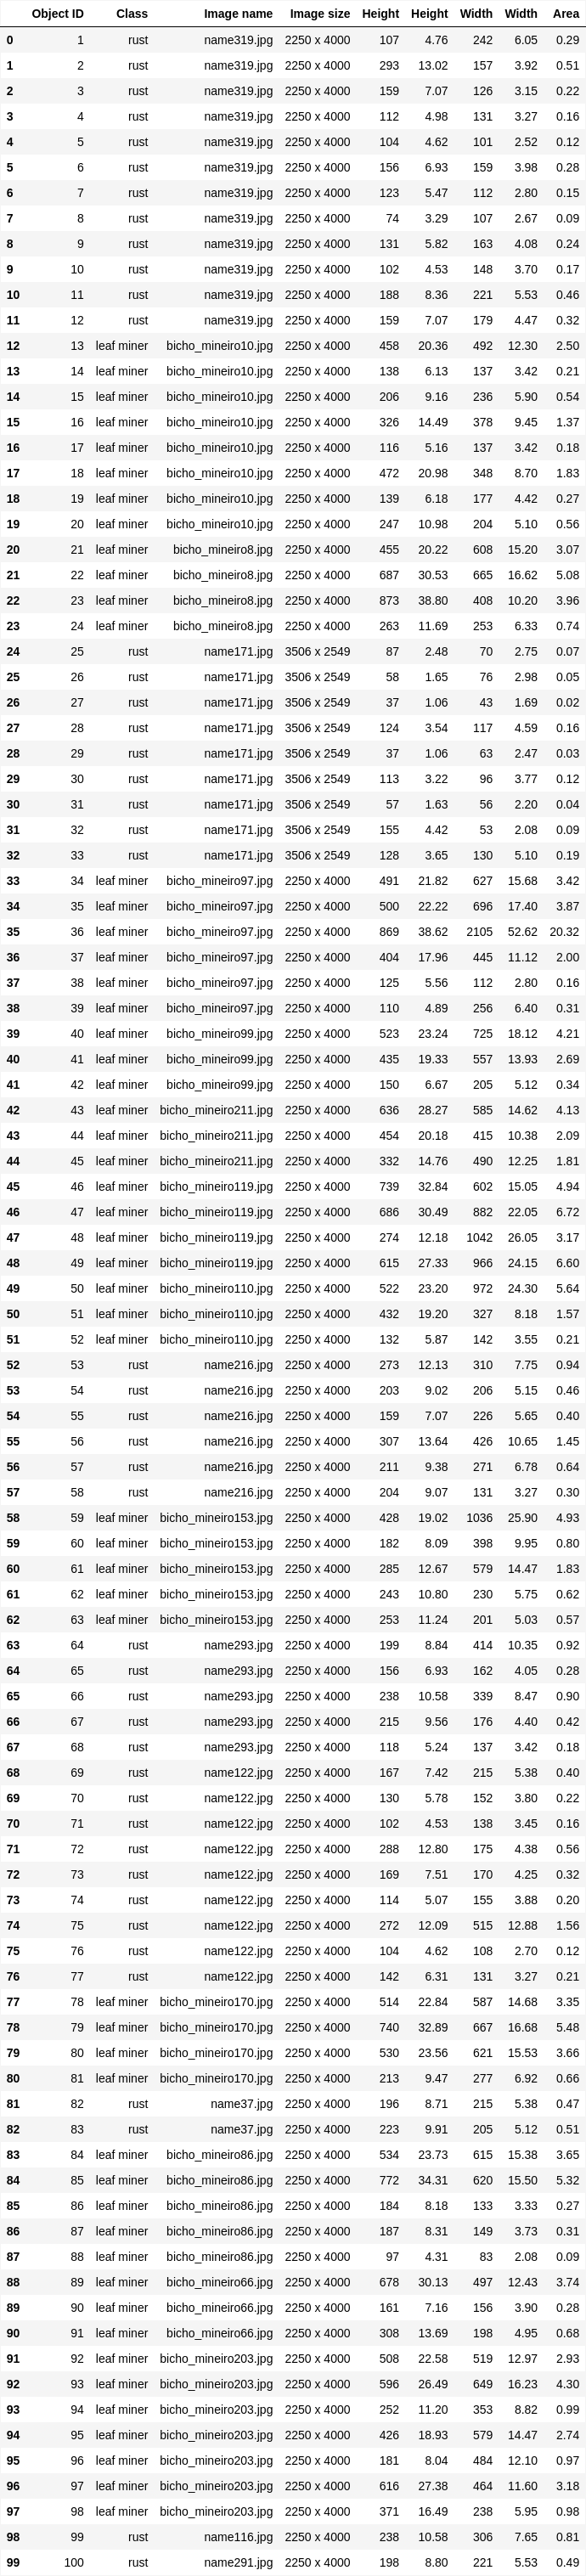 Object ID Class Image name Image size Height Height Width Width Area
0 1 rust name319.jpg 2250 x 4000 107 4.76 242 6.05 0.29
1 2 rust name319.jpg 2250 x 4000 293 13.02 157 3.92 0.51
2 3 rust name319.jpg 2250 x 4000 159 7.07 126 3.15 0.22
3 4 rust name319.jpg 2250 x 4000 112 4.98 131 3.27 0.16
4 5 rust name319.jpg 2250 x 4000 104 4.62 101 2.52 0.12
5 6 rust name319.jpg 2250 x 4000 156 6.93 159 3.98 0.28
6 7 rust name319.jpg 2250 x 4000 123 5.47 112 2.80 0.15
7 8 rust name319.jpg 2250 x 4000 74 3.29 107 2.67 0.09
8 9 rust name319.jpg 2250 x 4000 131 5.82 163 4.08 0.24
9 10 rust name319.jpg 2250 x 4000 102 4.53 148 3.70 0.17
10 11 rust name319.jpg 2250 x 4000 188 8.36 221 5.53 0.46
11 12 rust name319.jpg 2250 x 4000 159 7.07 179 4.47 0.32
12 13 leaf miner bicho_mineiro10.jpg 2250 x 4000 458 20.36 492 12.30 2.50
13 14 leaf miner bicho_mineiro10.jpg 2250 x 4000 138 6.13 137 3.42 0.21
14 15 leaf miner bicho_mineiro10.jpg 2250 x 4000 206 9.16 236 5.90 0.54
15 16 leaf miner bicho_mineiro10.jpg 2250 x 4000 326 14.49 378 9.45 1.37
16 17 leaf miner bicho_mineiro10.jpg 2250 x 4000 116 5.16 137 3.42 0.18
17 18 leaf miner bicho_mineiro10.jpg 2250 x 4000 472 20.98 348 8.70 1.83
18 19 leaf miner bicho_mineiro10.jpg 2250 x 4000 139 6.18 177 4.42 0.27
19 20 leaf miner bicho_mineiro10.jpg 2250 x 4000 247 10.98 204 5.10 0.56
20 21 leaf miner bicho_mineiro8.jpg 2250 x 4000 455 20.22 608 15.20 3.07
21 22 leaf miner bicho_mineiro8.jpg 2250 x 4000 687 30.53 665 16.62 5.08
22 23 leaf miner bicho_mineiro8.jpg 2250 x 4000 873 38.80 408 10.20 3.96
23 24 leaf miner bicho_mineiro8.jpg 2250 x 4000 263 11.69 253 6.33 0.74
24 25 rust name171.jpg 3506 x 2549 87 2.48 70 2.75 0.07
25 26 rust name171.jpg 3506 x 2549 58 1.65 76 2.98 0.05
26 27 rust name171.jpg 3506 x 2549 37 1.06 43 1.69 0.02
27 28 rust name171.jpg 3506 x 2549 124 3.54 117 4.59 0.16
28 29 rust name171.jpg 3506 x 2549 37 1.06 63 2.47 0.03
29 30 rust name171.jpg 3506 x 2549 113 3.22 96 3.77 0.12
30 31 rust name171.jpg 3506 x 2549 57 1.63 56 2.20 0.04
31 32 rust name171.jpg 3506 x 2549 155 4.42 53 2.08 0.09
32 33 rust name171.jpg 3506 x 2549 128 3.65 130 5.10 0.19
33 34 leaf miner bicho_mineiro97.jpg 2250 x 4000 491 21.82 627 15.68 3.42
34 35 leaf miner bicho_mineiro97.jpg 2250 x 4000 500 22.22 696 17.40 3.87
35 36 leaf miner bicho_mineiro97.jpg 2250 x 4000 869 38.62 2105 52.62 20.32
36 37 leaf miner bicho_mineiro97.jpg 2250 x 4000 404 17.96 445 11.12 2.00
37 38 leaf miner bicho_mineiro97.jpg 2250 x 4000 125 5.56 112 2.80 0.16
38 39 leaf miner bicho_mineiro97.jpg 2250 x 4000 110 4.89 256 6.40 0.31
39 40 leaf miner bicho_mineiro99.jpg 2250 x 4000 523 23.24 725 18.12 4.21
40 41 leaf miner bicho_mineiro99.jpg 2250 x 4000 435 19.33 557 13.93 2.69
41 42 leaf miner bicho_mineiro99.jpg 2250 x 4000 150 6.67 205 5.12 0.34
42 43 leaf miner bicho_mineiro211.jpg 2250 x 4000 636 28.27 585 14.62 4.13
43 44 leaf miner bicho_mineiro211.jpg 2250 x 4000 454 20.18 415 10.38 2.09
44 45 leaf miner bicho_mineiro211.jpg 2250 x 4000 332 14.76 490 12.25 1.81
45 46 leaf miner bicho_mineiro119.jpg 2250 x 4000 739 32.84 602 15.05 4.94
46 47 leaf miner bicho_mineiro119.jpg 2250 x 4000 686 30.49 882 22.05 6.72
47 48 leaf miner bicho_mineiro119.jpg 2250 x 4000 274 12.18 1042 26.05 3.17
48 49 leaf miner bicho_mineiro119.jpg 2250 x 4000 615 27.33 966 24.15 6.60
49 50 leaf miner bicho_mineiro110.jpg 2250 x 4000 522 23.20 972 24.30 5.64
50 51 leaf miner bicho_mineiro110.jpg 2250 x 4000 432 19.20 327 8.18 1.57
51 52 leaf miner bicho_mineiro110.jpg 2250 x 4000 132 5.87 142 3.55 0.21
52 53 rust name216.jpg 2250 x 4000 273 12.13 310 7.75 0.94
53 54 rust name216.jpg 2250 x 4000 203 9.02 206 5.15 0.46
54 55 rust name216.jpg 2250 x 4000 159 7.07 226 5.65 0.40
55 56 rust name216.jpg 2250 x 4000 307 13.64 426 10.65 1.45
56 57 rust name216.jpg 2250 x 4000 211 9.38 271 6.78 0.64
57 58 rust name216.jpg 2250 x 4000 204 9.07 131 3.27 0.30
58 59 leaf miner bicho_mineiro153.jpg 2250 x 4000 428 19.02 1036 25.90 4.93
59 60 leaf miner bicho_mineiro153.jpg 2250 x 4000 182 8.09 398 9.95 0.80
60 61 leaf miner bicho_mineiro153.jpg 2250 x 4000 285 12.67 579 14.47 1.83
61 62 leaf miner bicho_mineiro153.jpg 2250 x 4000 243 10.80 230 5.75 0.62
62 63 leaf miner bicho_mineiro153.jpg 2250 x 4000 253 11.24 201 5.03 0.57
63 64 rust name293.jpg 2250 x 4000 199 8.84 414 10.35 0.92
64 65 rust name293.jpg 2250 x 4000 156 6.93 162 4.05 0.28
65 66 rust name293.jpg 2250 x 4000 238 10.58 339 8.47 0.90
66 67 rust name293.jpg 2250 x 4000 215 9.56 176 4.40 0.42
67 68 rust name293.jpg 2250 x 4000 118 5.24 137 3.42 0.18
68 69 rust name122.jpg 2250 x 4000 167 7.42 215 5.38 0.40
69 70 rust name122.jpg 2250 x 4000 130 5.78 152 3.80 0.22
70 71 rust name122.jpg 2250 x 4000 102 4.53 138 3.45 0.16
71 72 rust name122.jpg 2250 x 4000 288 12.80 175 4.38 0.56
72 73 rust name122.jpg 2250 x 4000 169 7.51 170 4.25 0.32
73 74 rust name122.jpg 2250 x 4000 114 5.07 155 3.88 0.20
74 75 rust name122.jpg 2250 x 4000 272 12.09 515 12.88 1.56
75 76 rust name122.jpg 2250 x 4000 104 4.62 108 2.70 0.12
76 77 rust name122.jpg 2250 x 4000 142 6.31 131 3.27 0.21
77 78 leaf miner bicho_mineiro170.jpg 2250 x 4000 514 22.84 587 14.68 3.35
78 79 leaf miner bicho_mineiro170.jpg 2250 x 4000 740 32.89 667 16.68 5.48
79 80 leaf miner bicho_mineiro170.jpg 2250 x 4000 530 23.56 621 15.53 3.66
80 81 leaf miner bicho_mineiro170.jpg 2250 x 4000 213 9.47 277 6.92 0.66
81 82 rust name37.jpg 2250 x 4000 196 8.71 215 5.38 0.47
82 83 rust name37.jpg 2250 x 4000 223 9.91 205 5.12 0.51
83 84 leaf miner bicho_mineiro86.jpg 2250 x 4000 534 23.73 615 15.38 3.65
84 85 leaf miner bicho_mineiro86.jpg 2250 x 4000 772 34.31 620 15.50 5.32
85 86 leaf miner bicho_mineiro86.jpg 2250 x 4000 184 8.18 133 3.33 0.27
86 87 leaf miner bicho_mineiro86.jpg 2250 x 4000 187 8.31 149 3.73 0.31
87 88 leaf miner bicho_mineiro86.jpg 2250 x 4000 97 4.31 83 2.08 0.09
88 89 leaf miner bicho_mineiro66.jpg 2250 x 4000 678 30.13 497 12.43 3.74
89 90 leaf miner bicho_mineiro66.jpg 2250 x 4000 161 7.16 156 3.90 0.28
90 91 leaf miner bicho_mineiro66.jpg 2250 x 4000 308 13.69 198 4.95 0.68
91 92 leaf miner bicho_mineiro203.jpg 2250 x 4000 508 22.58 519 12.97 2.93
92 93 leaf miner bicho_mineiro203.jpg 2250 x 4000 596 26.49 649 16.23 4.30
93 94 leaf miner bicho_mineiro203.jpg 2250 x 4000 252 11.20 353 8.82 0.99
94 95 leaf miner bicho_mineiro203.jpg 2250 x 4000 426 18.93 579 14.47 2.74
95 96 leaf miner bicho_mineiro203.jpg 2250 x 4000 181 8.04 484 12.10 0.97
96 97 leaf miner bicho_mineiro203.jpg 2250 x 4000 616 27.38 464 11.60 3.18
97 98 leaf miner bicho_mineiro203.jpg 2250 x 4000 371 16.49 238 5.95 0.98
98 99 rust name116.jpg 2250 x 4000 238 10.58 306 7.65 0.81
99 100 rust name291.jpg 2250 x 4000 198 8.80 221 5.53 0.49